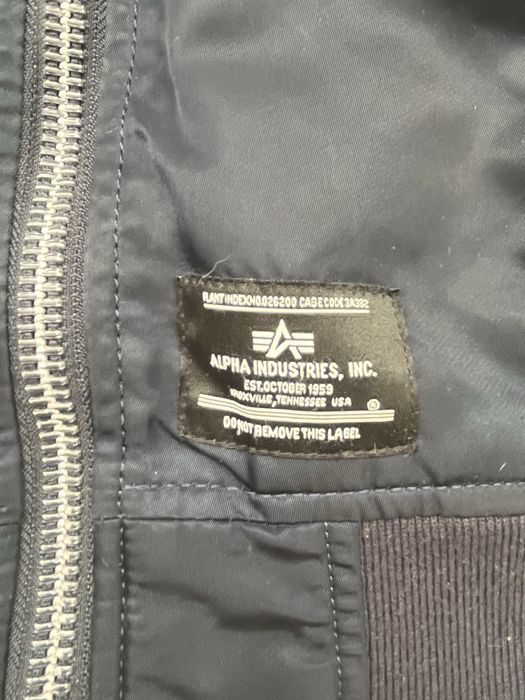 PLANT INDEX NO.026200 CAGE CODE 3A382
ALPHA INDUSTRIES, INC.
EST. OCTOBER 1959
KNOXVILLE, TENNESSEE USA
®
DO NOT REMOVE THIS LABEL